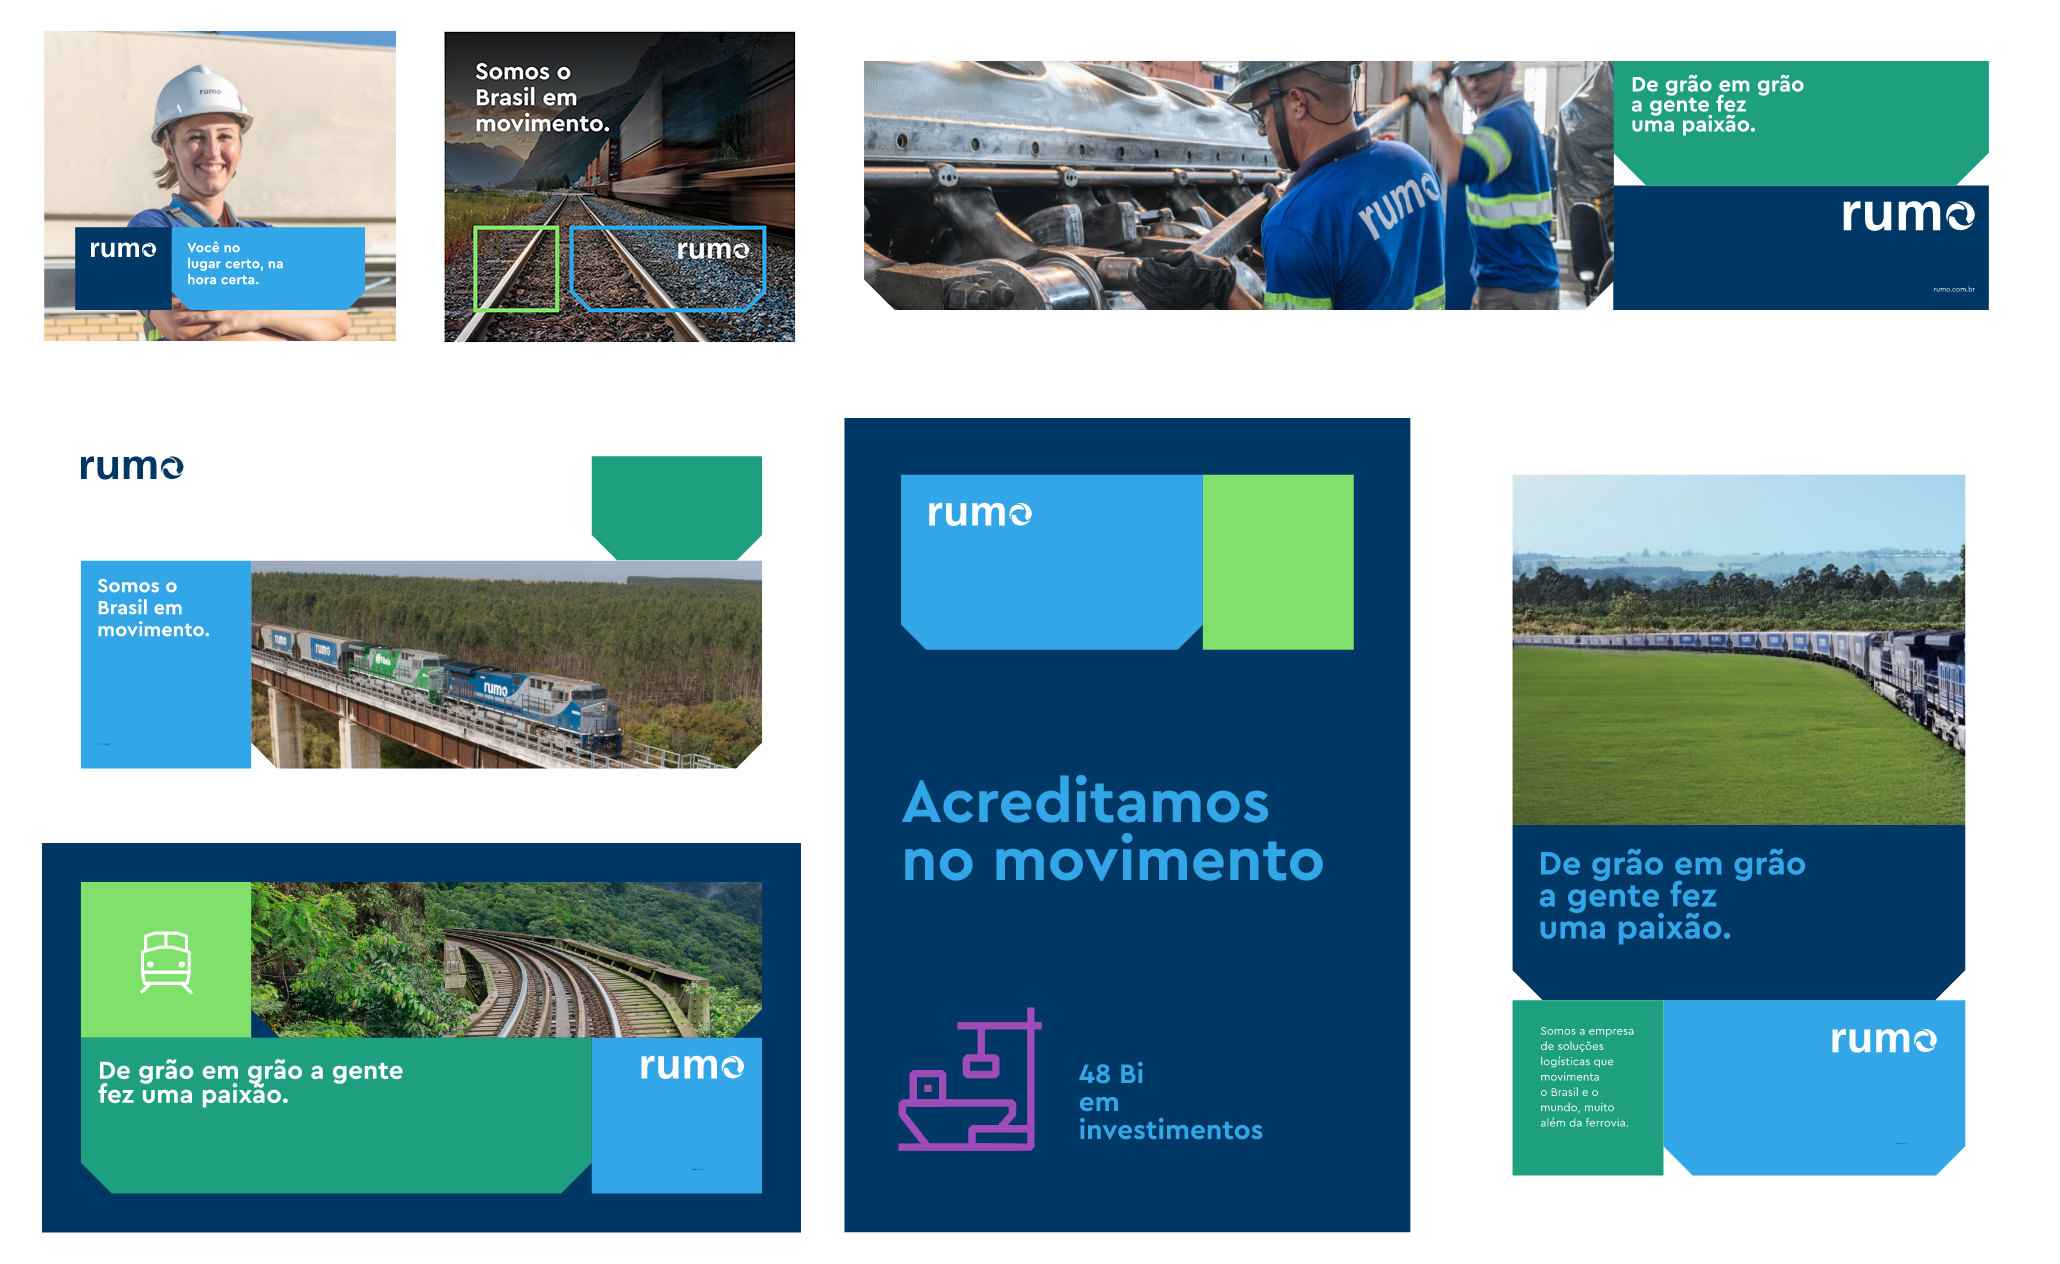 rumo
rumo
Você no
lugar certo, na
hora certa.
Somos o
Brasil em
movimento.
rumo
rumo
De grão em grão
a gente fez
uma paixão.
rumo
rumo.com.br
rumo
Somos o
Brasil em
movimento.
rumo
rumo
rumo
Acreditamos
no movimento
48 Bi
em
investimentos
De grão em grão
a gente fez
uma paixão.
Somos a empresa
de soluções
logísticas que
movimenta
o Brasil e o
mundo, muito
além da ferrovia.
rumo
De grão em grão a gente
fez uma paixão.
rumo